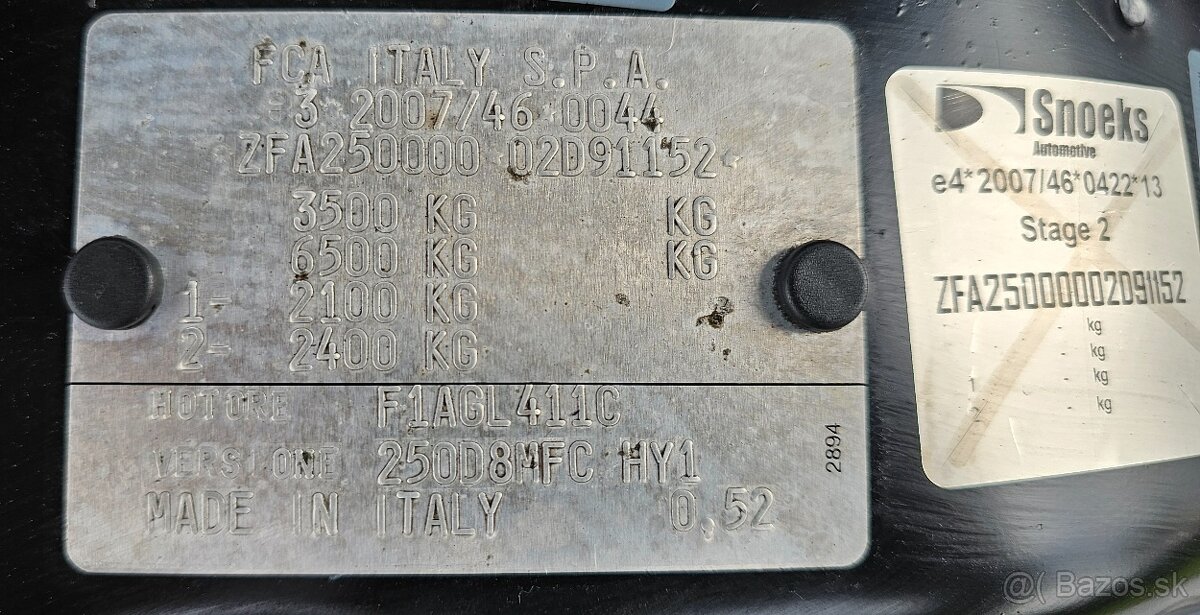 FCA ITALY S.P.A.
e3 2007/46 0044
ZFA250000 02D91152
3500 KG KG
6500 KG KG
1- 2100 KG
2- 2400 KG
MOTORE F1AGL411C
VERSIONE 250D8MFC HY1
MADE IN ITALY 0,52
2894
Snoeks
Automotive
e4*2007/46*0422*13
Stage 2
ZFA25000002D91152
kg
kg
1 kg
2 kg
@( Bazos.sk